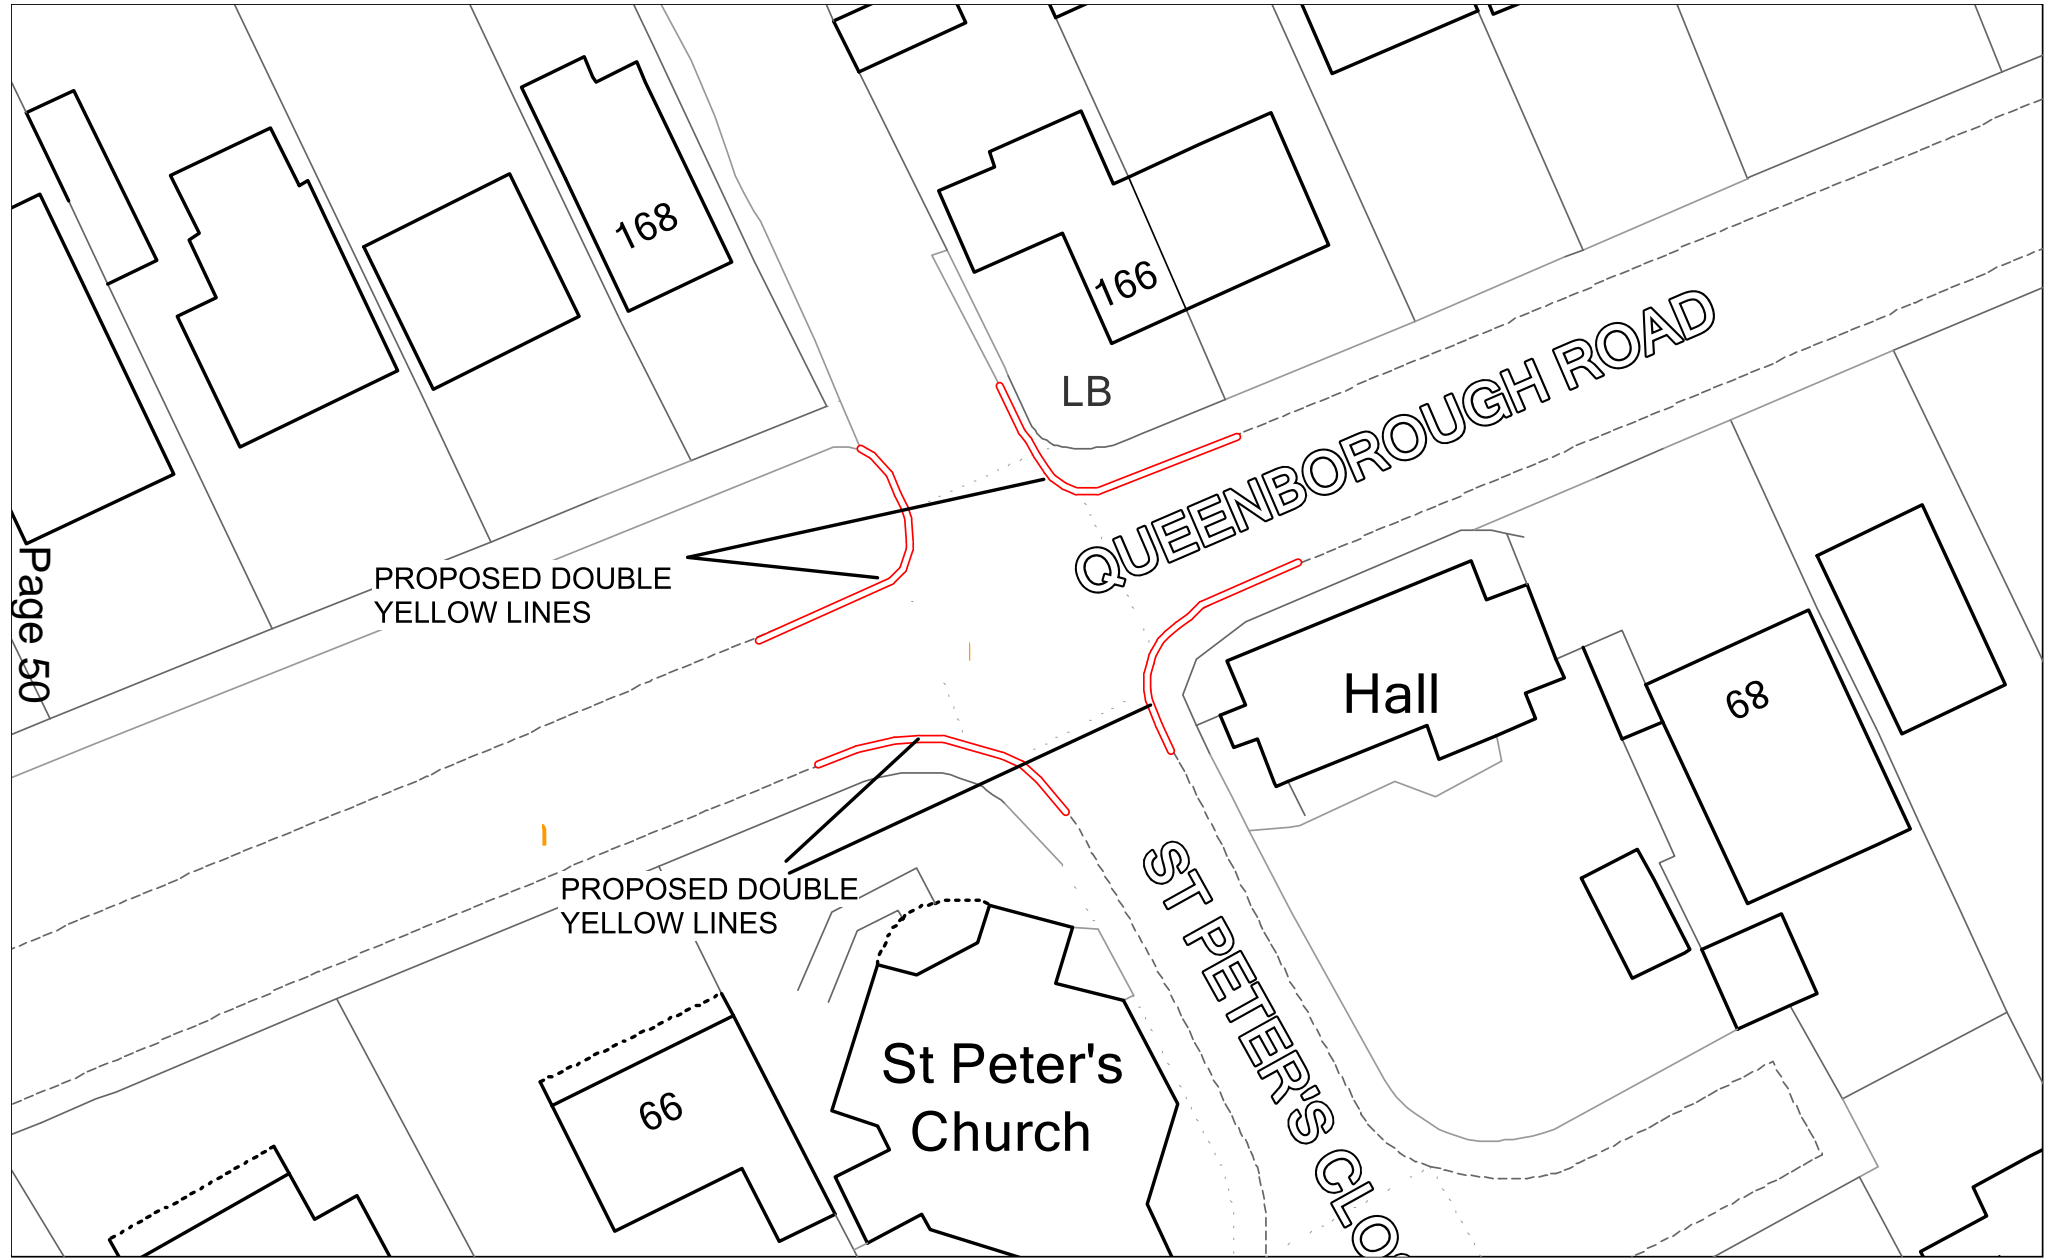 168
166
LB
QUEENBOROUGH ROAD
PROPOSED DOUBLE
YELLOW LINES
Page 50
Hall
68
PROPOSED DOUBLE
YELLOW LINES
ST PETER'S CLO
St Peter's
Church
66